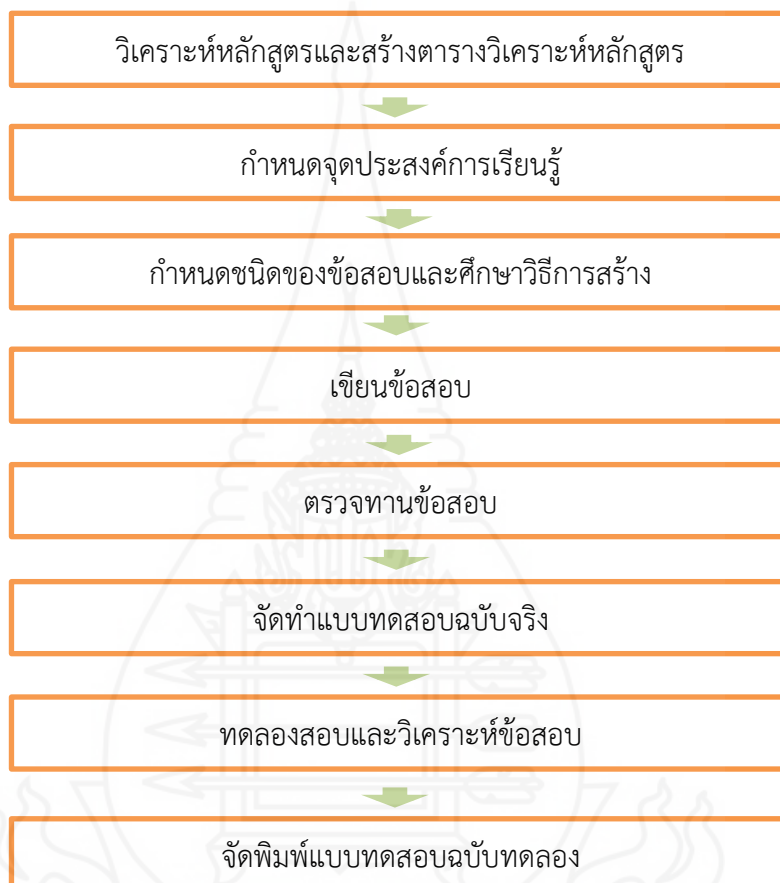 วิเคราะห์หลักสูตรและสร้างตารางวิเคราะห์หลักสูตร
กำหนดจุดประสงค์การเรียนรู้
กำหนดชนิดของข้อสอบและศึกษาวิธีการสร้าง
เขียนข้อสอบ
ตรวจทานข้อสอบ
จัดทำแบบทดสอบฉบับจริง
ทดลองสอบและวิเคราะห์ข้อสอบ
จัดพิมพ์แบบทดสอบฉบับทดลอง